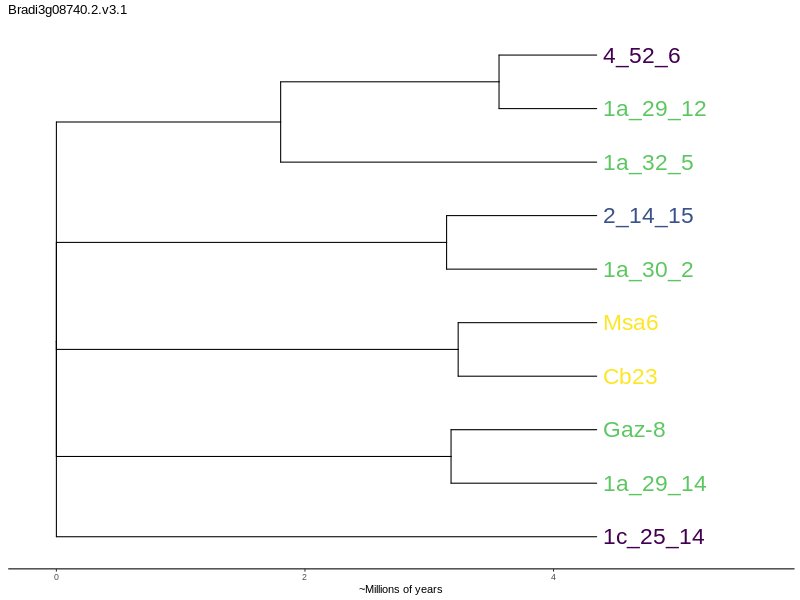 Bradi3g08740.2.v3.1
4_52_6
1a_29_12
1a_32_5
2_14_15
1a_30_2
Msa6
Cb23
Gaz-8
1a_29_14
1c_25_14
0 2 4
~Millions of years